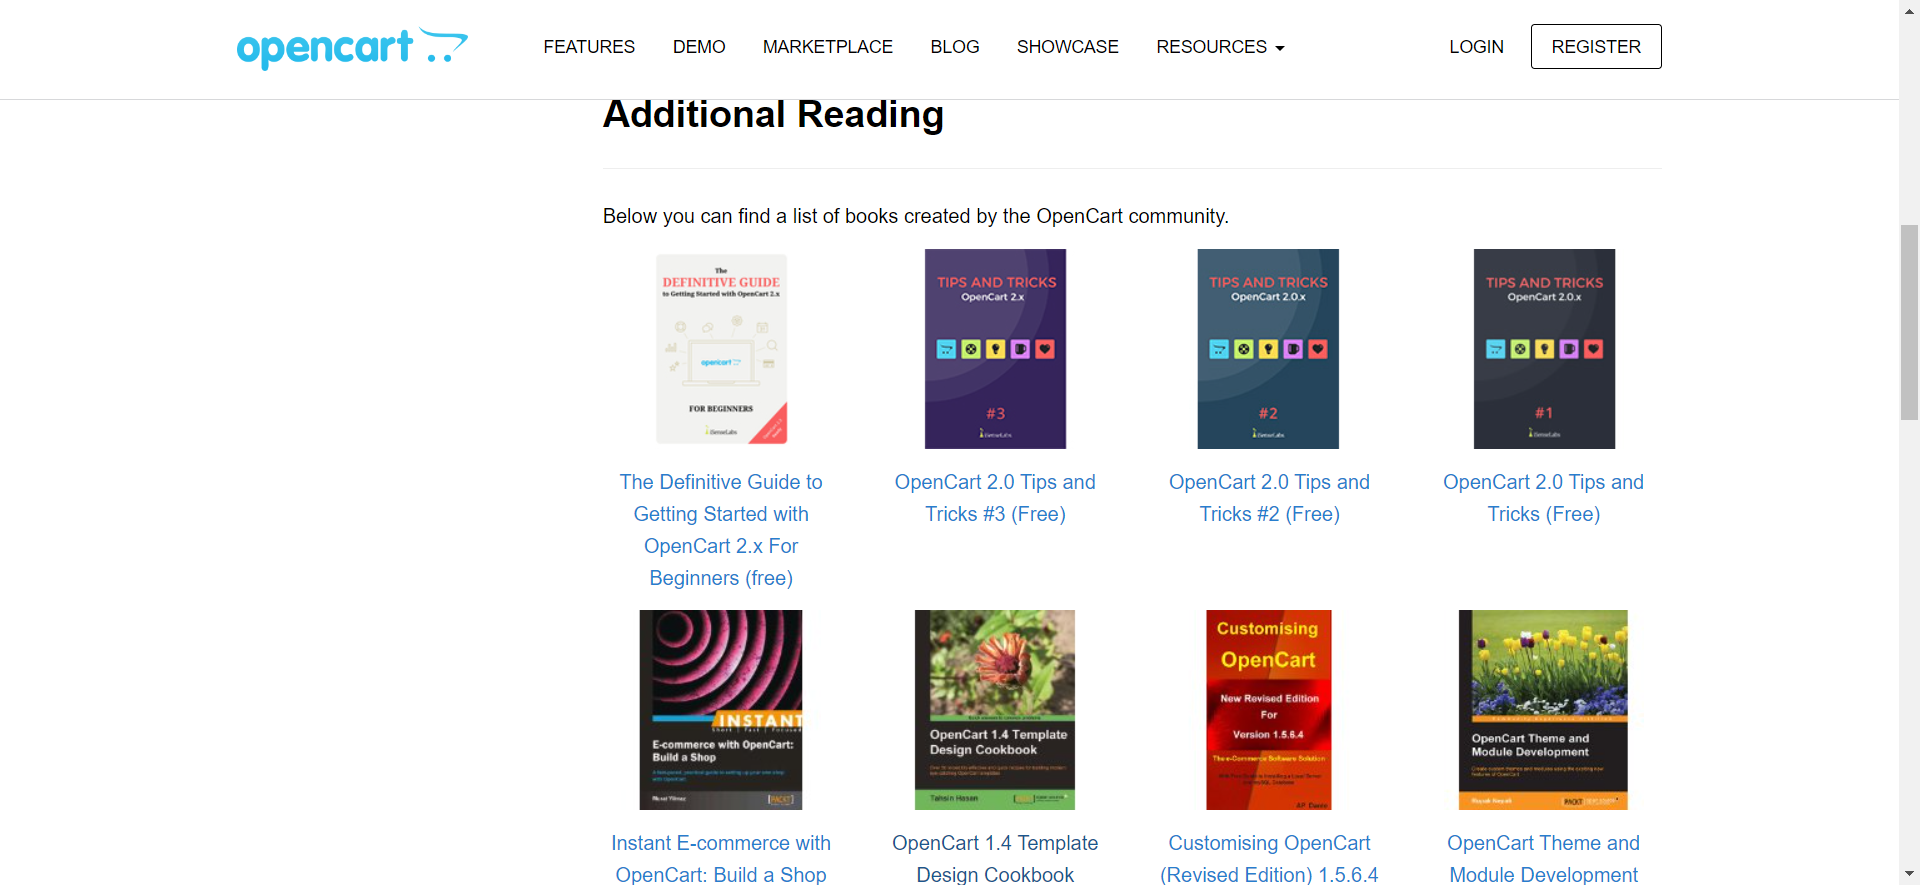 opencart
FEATURES
DEMO
MARKETPLACE
BLOG
SHOWCASE
RESOURCES
LOGIN
REGISTER
Additional Reading
Below you can find a list of books created by the OpenCart community.
The
DEFINITIVE GUIDE
to Getting Started with OpenCart 2.x
opencart
FOR BEGINNERS
iSenseLabs
TIPS AND TRICKS
OpenCart 2.x
#3
iSenseLabs
TIPS AND TRICKS
OpenCart 2.0.x
#2
iSenseLabs
TIPS AND TRICKS
OpenCart 2.0.x
#1
iSenseLabs
The Definitive Guide to
Getting Started with
OpenCart 2.x For
Beginners (free)
OpenCart 2.0 Tips and
Tricks #3 (Free)
OpenCart 2.0 Tips and
Tricks #2 (Free)
OpenCart 2.0 Tips and
Tricks (Free)
INSTANT
Short | Fast | Focused
E-commerce with OpenCart:
Build a Shop
[PACKT]
OpenCart 1.4 Template
Design Cookbook
Tahsin Hasan
Customising
OpenCart
New Revised Edition
For
Version 1.5.6.4
The e-Commerce Software Solution
OpenCart Theme and
Module Development
PACKT
Instant E-commerce with
OpenCart: Build a Shop
OpenCart 1.4 Template
Design Cookbook
Customising OpenCart
(Revised Edition) 1.5.6.4
OpenCart Theme and
Module Development